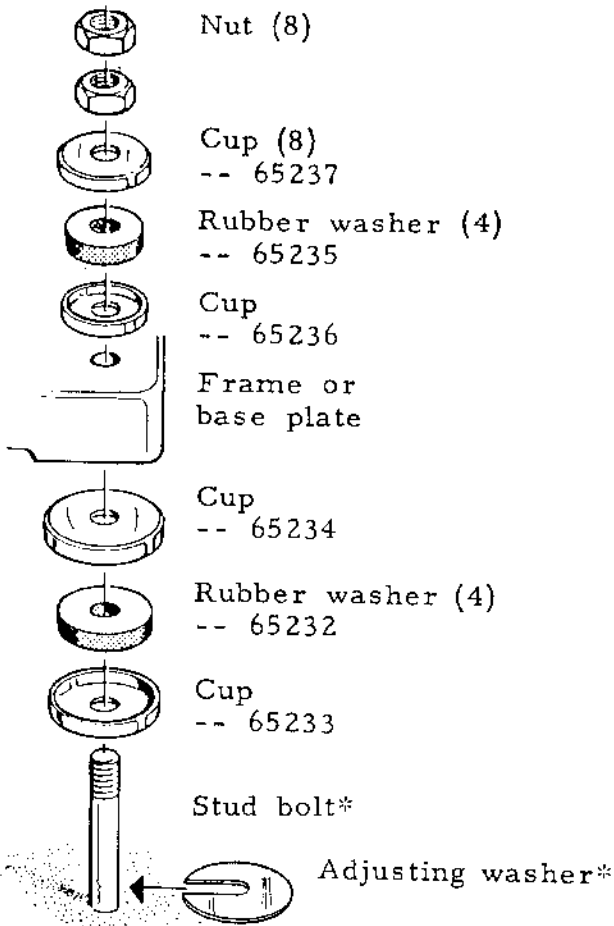 Nut (8)
Cup (8)
-- 65237
Rubber washer (4)
-- 65235
Cup
-- 65236
Frame or
base plate
Cup
-- 65234
Rubber washer (4)
-- 65232
Cup
-- 65233
Stud bolt*
Adjusting washer*